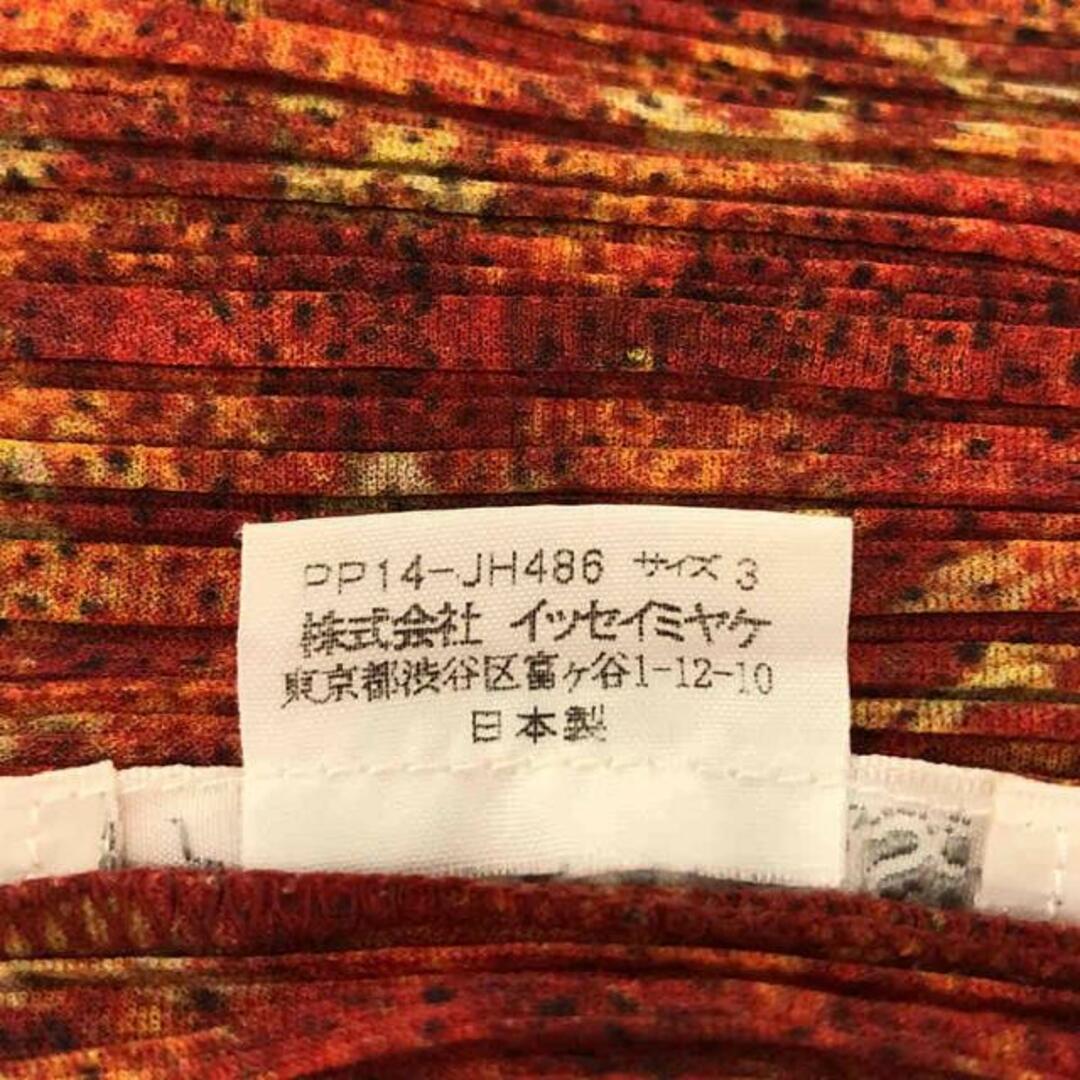 PP14-JH486 サイズ 3
株式会社 イッセイミヤケ
東京都渋谷区富ヶ谷1-12-10
日本製